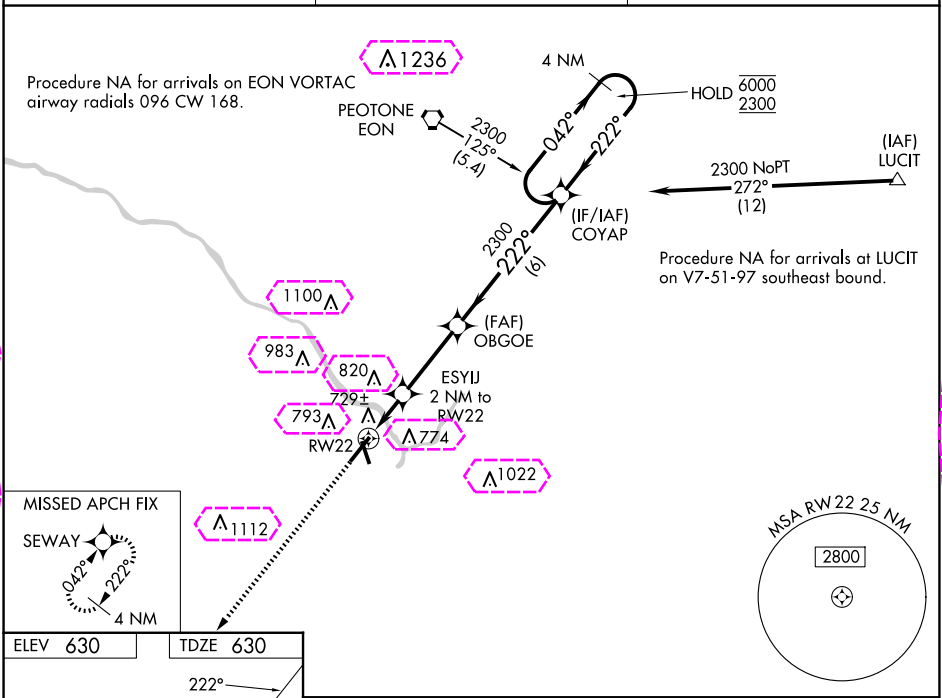 1236
4 NM
Procedure NA for arrivals on EON VORTAC
airway radials 096 CW 168.
HOLD 6000
2300
PEOTONE
EON
2300
125°
(5.4)
042°
222°
(IAF)
LUCIT
2300 NoPT
272°
(12)
(IF/IAF)
COYAP
2300
222°
(6)
Procedure NA for arrivals at LUCIT
on V7-51-97 southeast bound.
1100
(FAF)
OBGOE
983
820
ESYIJ
2 NM to
RW22
729±
793
RW22
774
1022
MISSED APCH FIX
SEWAY
042°
222°
4 NM
1112
MSA RW22 25 NM
2800
ELEV 630
TDZE 630
222°